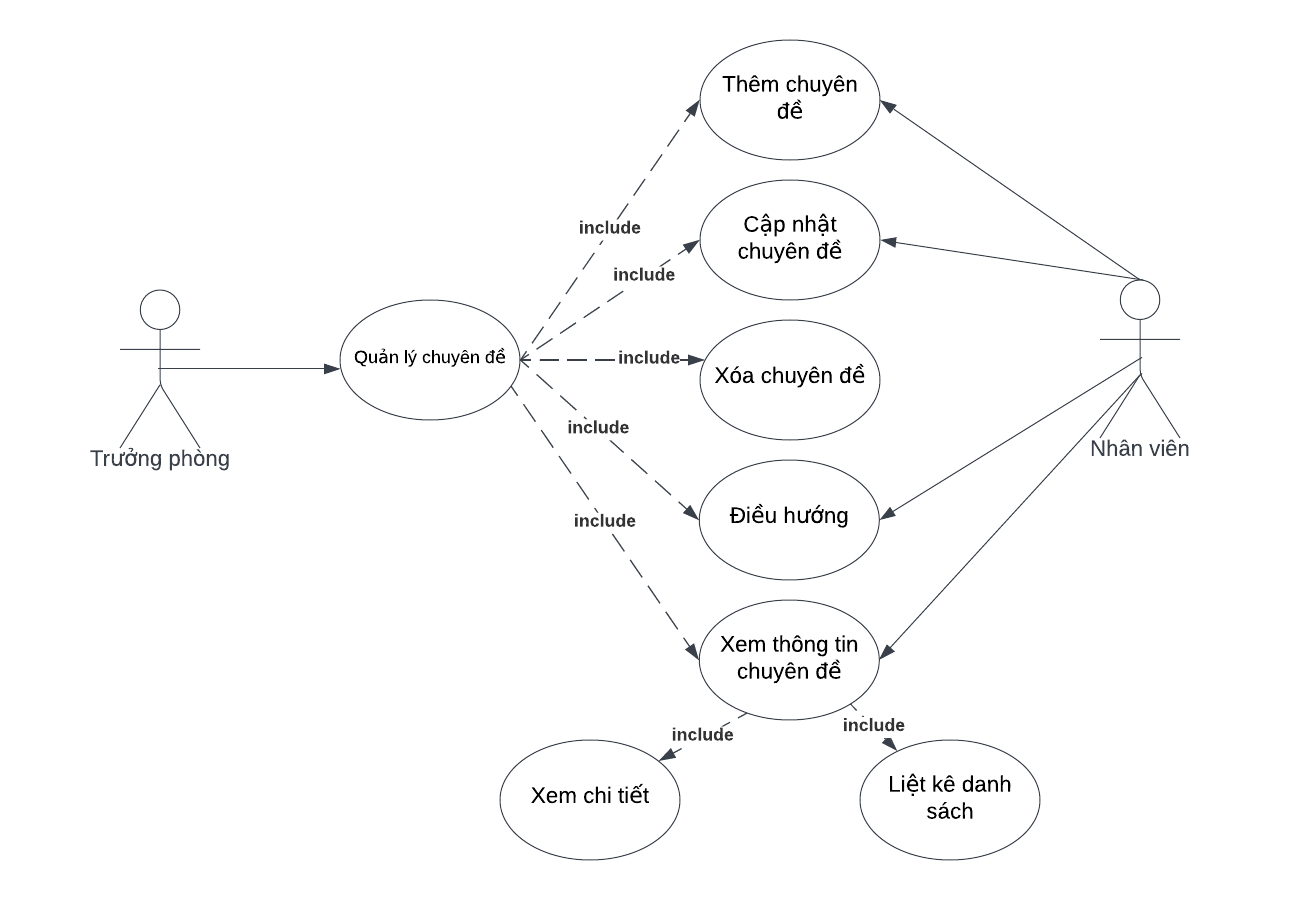 Thêm chuyên
đề
include
Cập nhật
chuyên đề
include
Quản lý chuyên đề
include
Xóa chuyên đề
include
Trưởng phòng
Nhân viên
Điều hướng
include
Xem thông tin
chuyên đề
include
include
Xem chi tiết
Liệt kê danh
sách